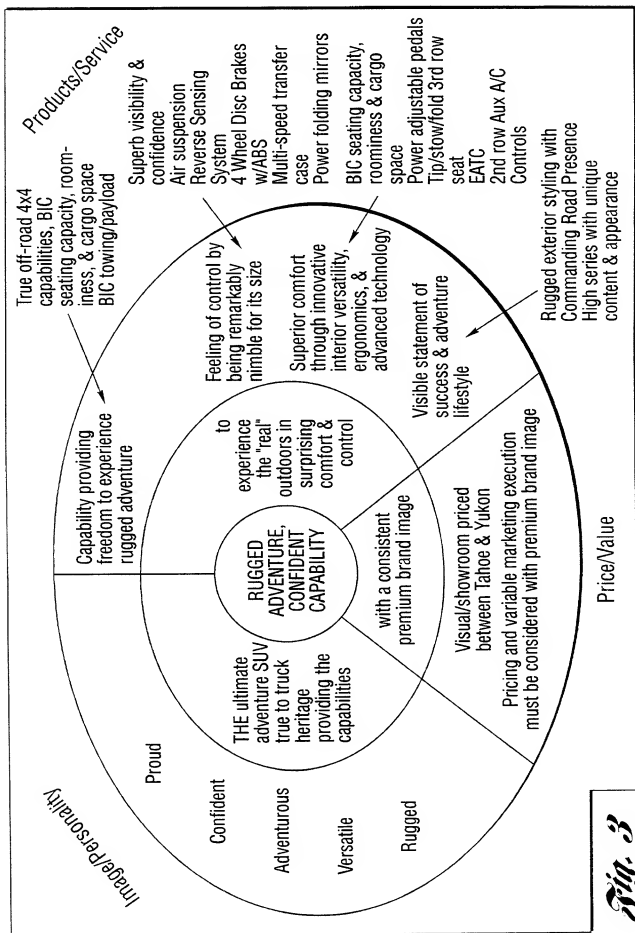 Image/Personality
Proud
Confident
Adventurous
Versatile
Rugged
THE ultimate
adventure SUV
true to truck
heritage
providing the
capabilities
RUGGED
ADVENTURE,
CONFIDENT
CAPABILITY
to
experience
the "real"
outdoors in
surprising
comfort & control
with a consistent
premium brand image
Products/Service
Capability providing
freedom to experience
rugged adventure
True off-road 4x4
capabilities, BIC
seating capacity, room-
iness, & cargo space
BIC towing/payload
Feeling of control by
being remarkably
nimble for its size
Superb visibility &
confidence
Air suspension
Reverse Sensing
System
4 Wheel Disc Brakes
w/ABS
Multi-speed transfer
case
Power folding mirrors
Superior comfort
through innovative
interior versatility,
ergonomics, &
advanced technology
BIC seating capacity,
roominess & cargo
space
Power adjustable pedals
Tip/stow/fold 3rd row
seat
EATC
2nd row Aux A/C
Controls
Visible statement of
success & adventure
lifestyle
Rugged exterior styling with
Commanding Road Presence
High series with unique
content & appearance
Visual/showroom priced
between Tahoe & Yukon
Pricing and variable marketing execution
must be considered with premium brand image
Price/Value
Fig. 3